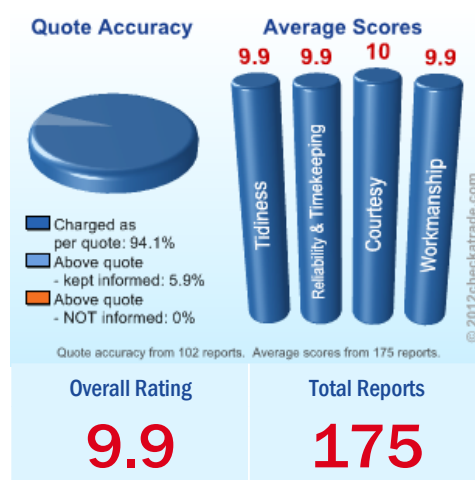 Quote Accuracy
Average Scores
9.9
9.9
10
9.9
Tidiness
Reliability & Timekeeping
Courtesy
Workmanship
Charged as
per quote: 94.1%
Above quote
- kept informed: 5.9%
Above quote
- NOT informed: 0%
© 2012checkatrade.com
Quote accuracy from 102 reports. Average scores from 175 reports.
Overall Rating
Total Reports
9.9
175